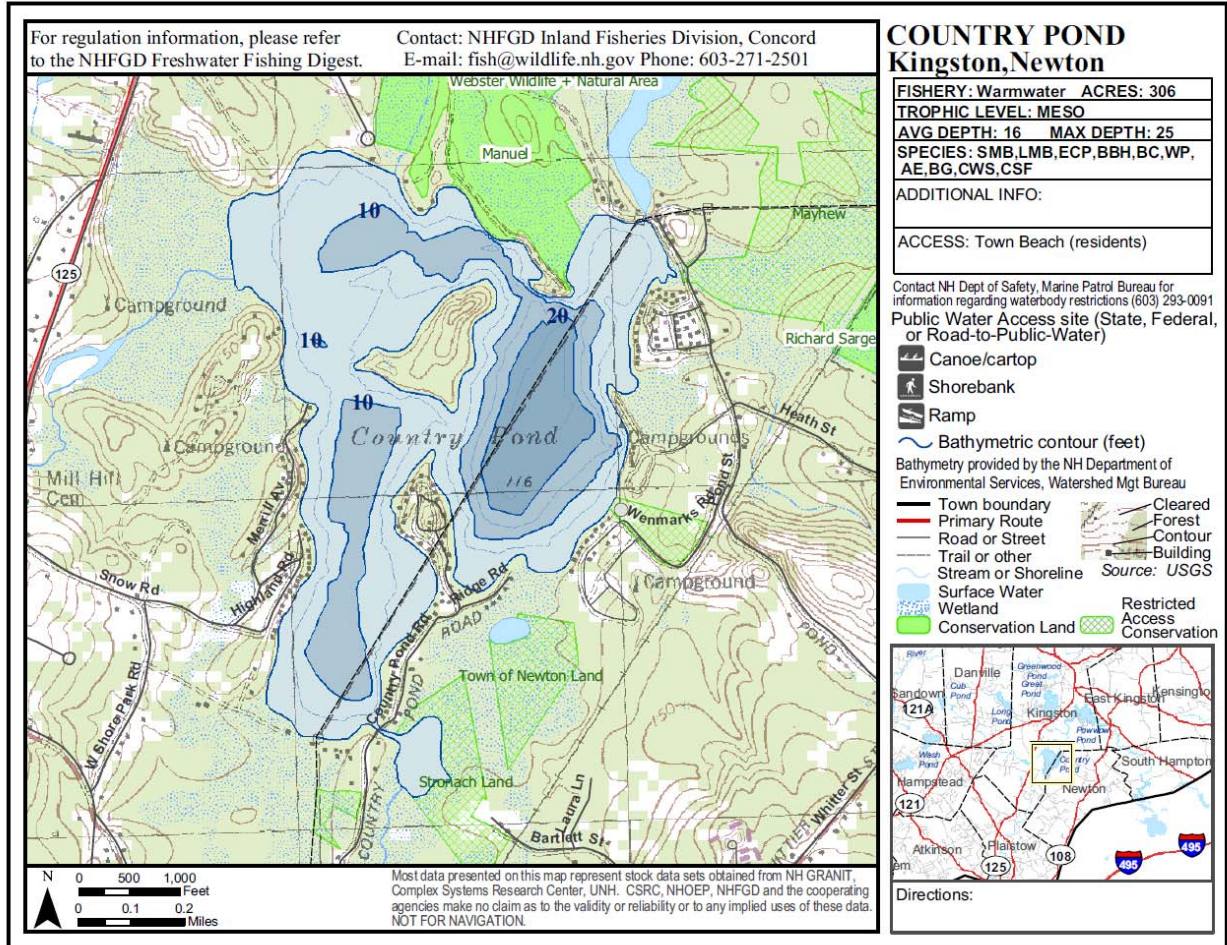 For regulation information, please refer
to the NHFGD Freshwater Fishing Digest.
Contact: NHFGD Inland Fisheries Division, Concord
E-mail: fish@wildlife.nh.gov Phone: 603-271-2501
COUNTRY POND
Kingston,Newton
FISHERY: Warmwater ACRES: 306
TROPHIC LEVEL: MESO
AVG DEPTH: 16 MAX DEPTH: 25
SPECIES: SMB,LMB,ECP,BBH,BC,WP,
AE,BG,CWS,CSF
ADDITIONAL INFO:
ACCESS: Town Beach (residents)
Contact NH Dept of Safety, Marine Patrol Bureau for
information regarding waterbody restrictions (603) 293-0091
Public Water Access site (State, Federal,
or Road-to-Public-Water)
Canoe/cartop
Shorebank
Ramp
Bathymetric contour (feet)
Bathymetry provided by the NH Department of
Environmental Services, Watershed Mgt Bureau
Town boundary
Primary Route
Road or Street
Trail or other
Stream or Shoreline
Surface Water
Wetland
Conservation Land
Cleared
Forest
Contour
Building
Source: USGS
Restricted
Access
Conservation
Webster Wildlife + Natural Area
Manuel
Mayhew
10
125
Campground
20
10
Richard Sarge
150
10
Heath St
Country Pond
Campground
Campgrounds
Mill Hill
Cem
116
Pond St
Merrill Av
Wenmarks Rd
Snow Rd
Highland Rd
Ridge Rd
ROAD
Campground
POND
Country Pond Rd
POND
Town of Newton Land
150
W Shore Park Rd
Stronach Land
Laura Ln
Whitter St
COUNTRY
Bartlett St
River
Danville
Greenwood
Pond
Great
Pond
Cub
Pond
Sandown
121A
Long
Pond
Kingston
East Kingston
Kensingto
Powwow
Pond
Wash
Pond
Country
Pond
South Hampton
Hampstead
Newton
121
Atkinson
Plaistow
125
108
495
495
Directions:
N
0 500 1,000
Feet
0 0.1 0.2
Miles
Most data presented on this map represent stock data sets obtained from NH GRANIT,
Complex Systems Research Center, UNH. CSRC, NHOEP, NHFGD and the cooperating
agencies make no claim as to the validity or reliability or to any implied uses of these data.
NOT FOR NAVIGATION.